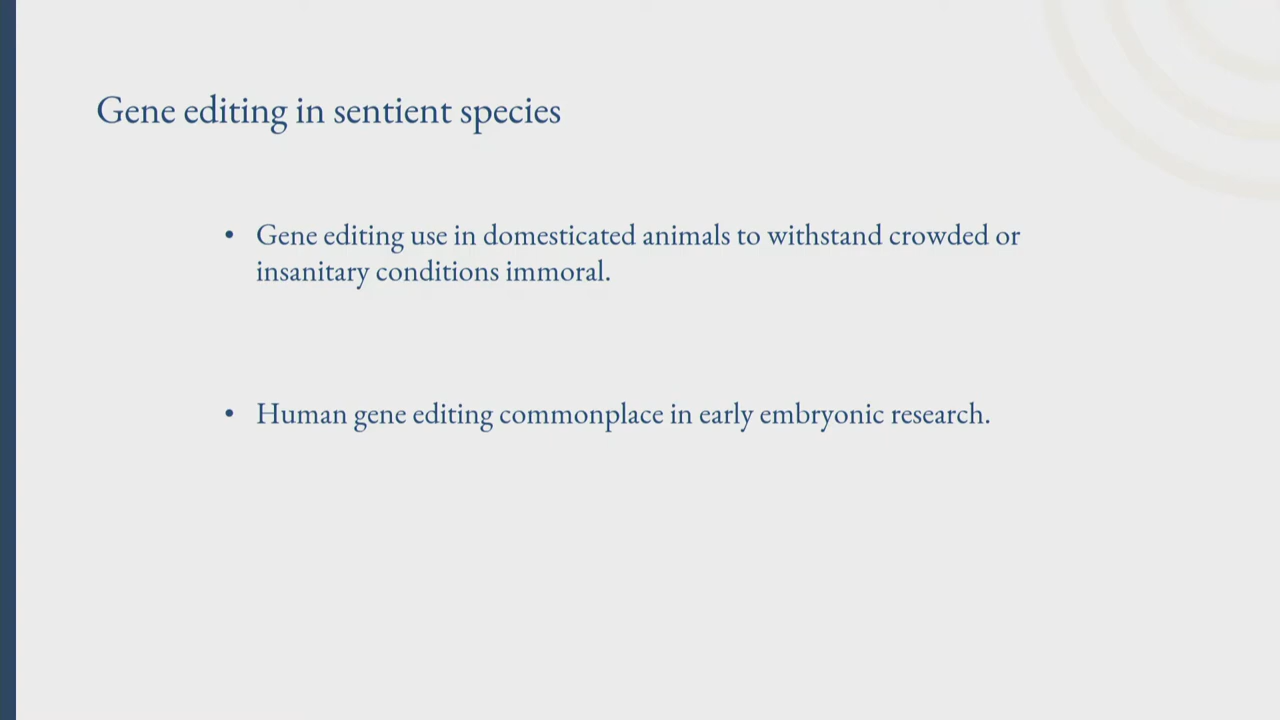 Gene editing in sentient species
• Gene editing use in domesticated animals to withstand crowded or
insanitary conditions immoral.
• Human gene editing commonplace in early embryonic research.